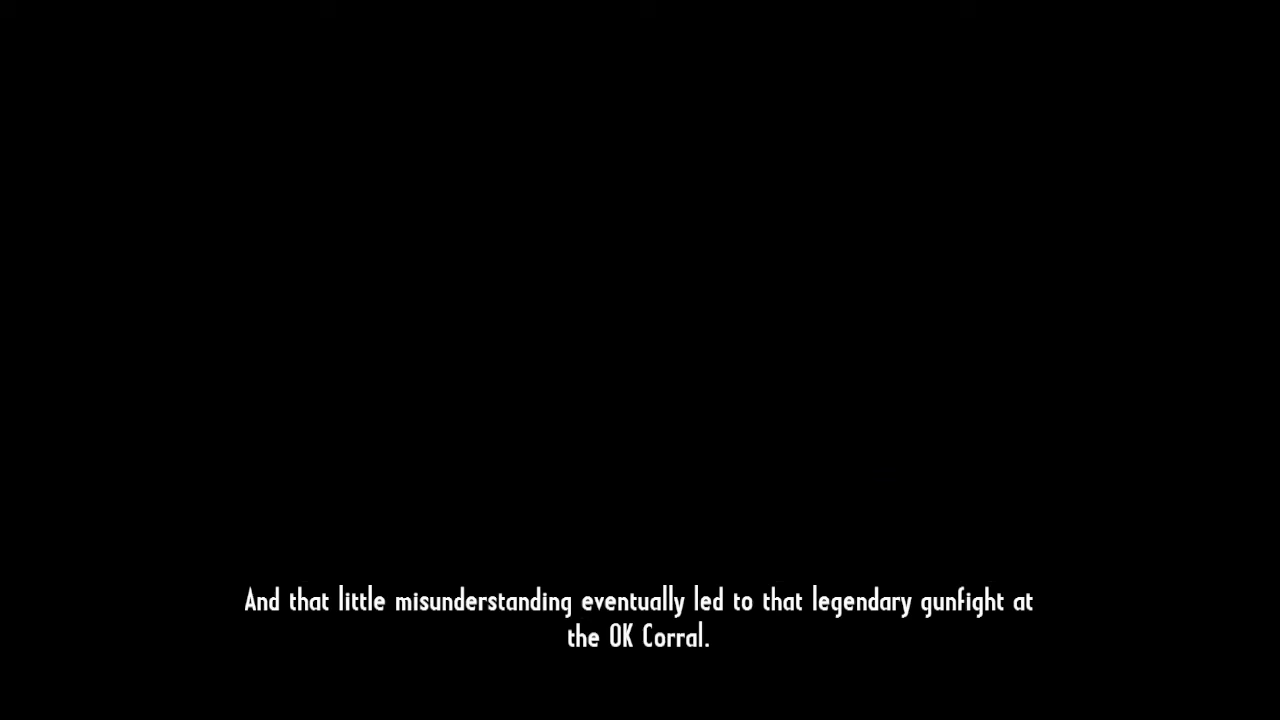 And that little misunderstanding eventually led to that legendary gunfight at
the OK Corral.